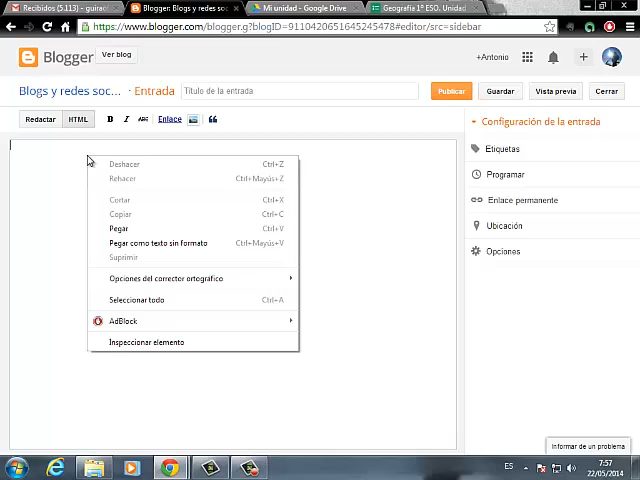 Recibidos (5.113) - guirao
Blogger: Blogs y redes soc
Mi unidad - Google Drive
Geografía 1º ESO. Unidad
https://www.blogger.com/blogger.g?blogID=9110420651645245478#editor/src=sidebar
Blogger
Ver blog
+Antonio
Blogs y redes soc... · Entrada
Título de la entrada
Publicar
Guardar
Vista previa
Cerrar
Redactar
HTML
B
I
ABC
Enlace
Configuración de la entrada
Etiquetas
Programar
Enlace permanente
Ubicación
Opciones
Deshacer Ctrl+Z
Rehacer Ctrl+Mayús+Z
Cortar Ctrl+X
Copiar Ctrl+C
Pegar Ctrl+V
Pegar como texto sin formato Ctrl+Mayús+V
Suprimir
Opciones del corrector ortográfico
Seleccionar todo Ctrl+A
AdBlock
Inspeccionar elemento
Informar de un problema
ES
7:57
22/05/2014